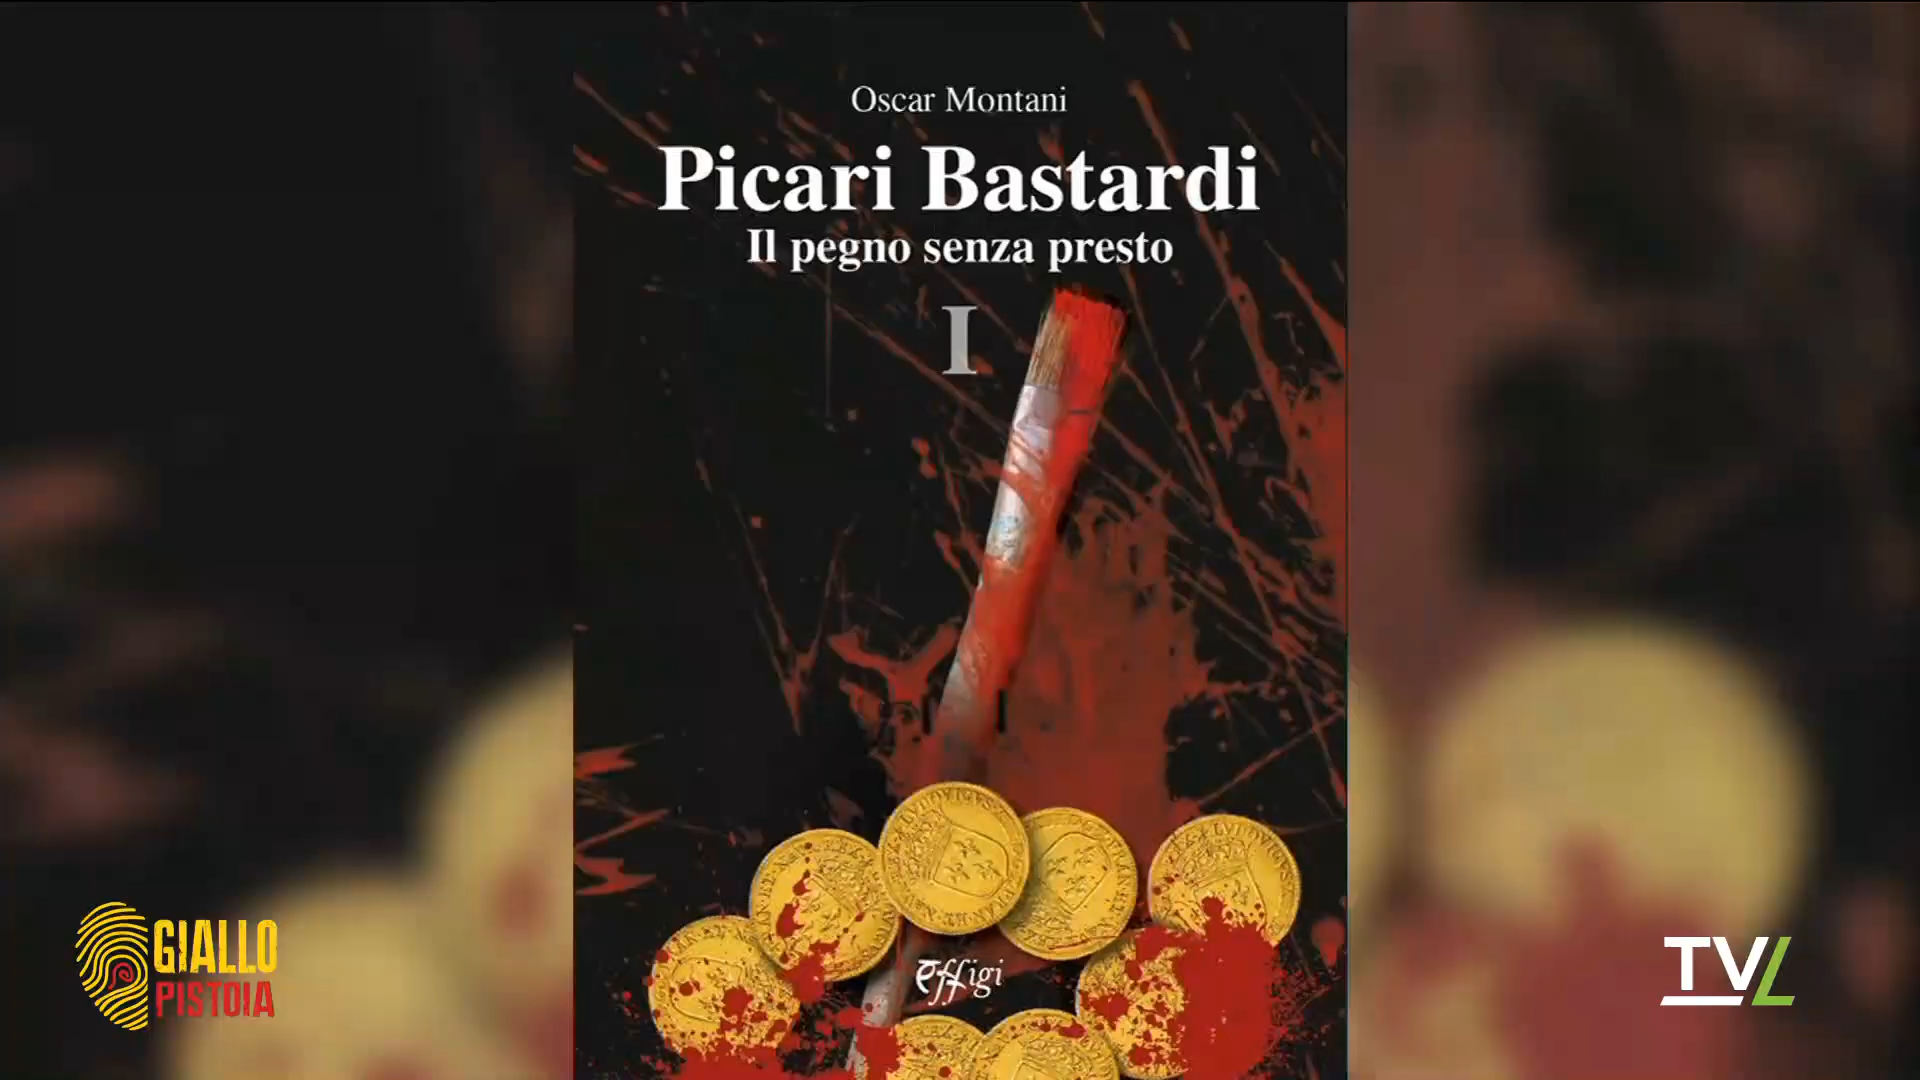 Oscar Montani
Picari Bastardi
Il pegno senza presto
I
effigi
GIALLO
PISTOIA
TVL